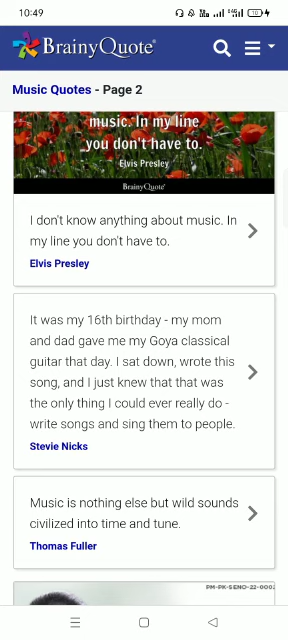 10:49
BrainyQuote
Music Quotes - Page 2
music. In my line
you don't have to.
Elvis Presley
BrainyQuote
I don't know anything about music. In
my line you don't have to.
Elvis Presley
It was my 16th birthday - my mom
and dad gave me my Goya classical
guitar that day. I sat down, wrote this
song, and I just knew that that was
the only thing I could ever really do -
write songs and sing them to people.
Stevie Nicks
Music is nothing else but wild sounds
civilized into time and tune.
Thomas Fuller